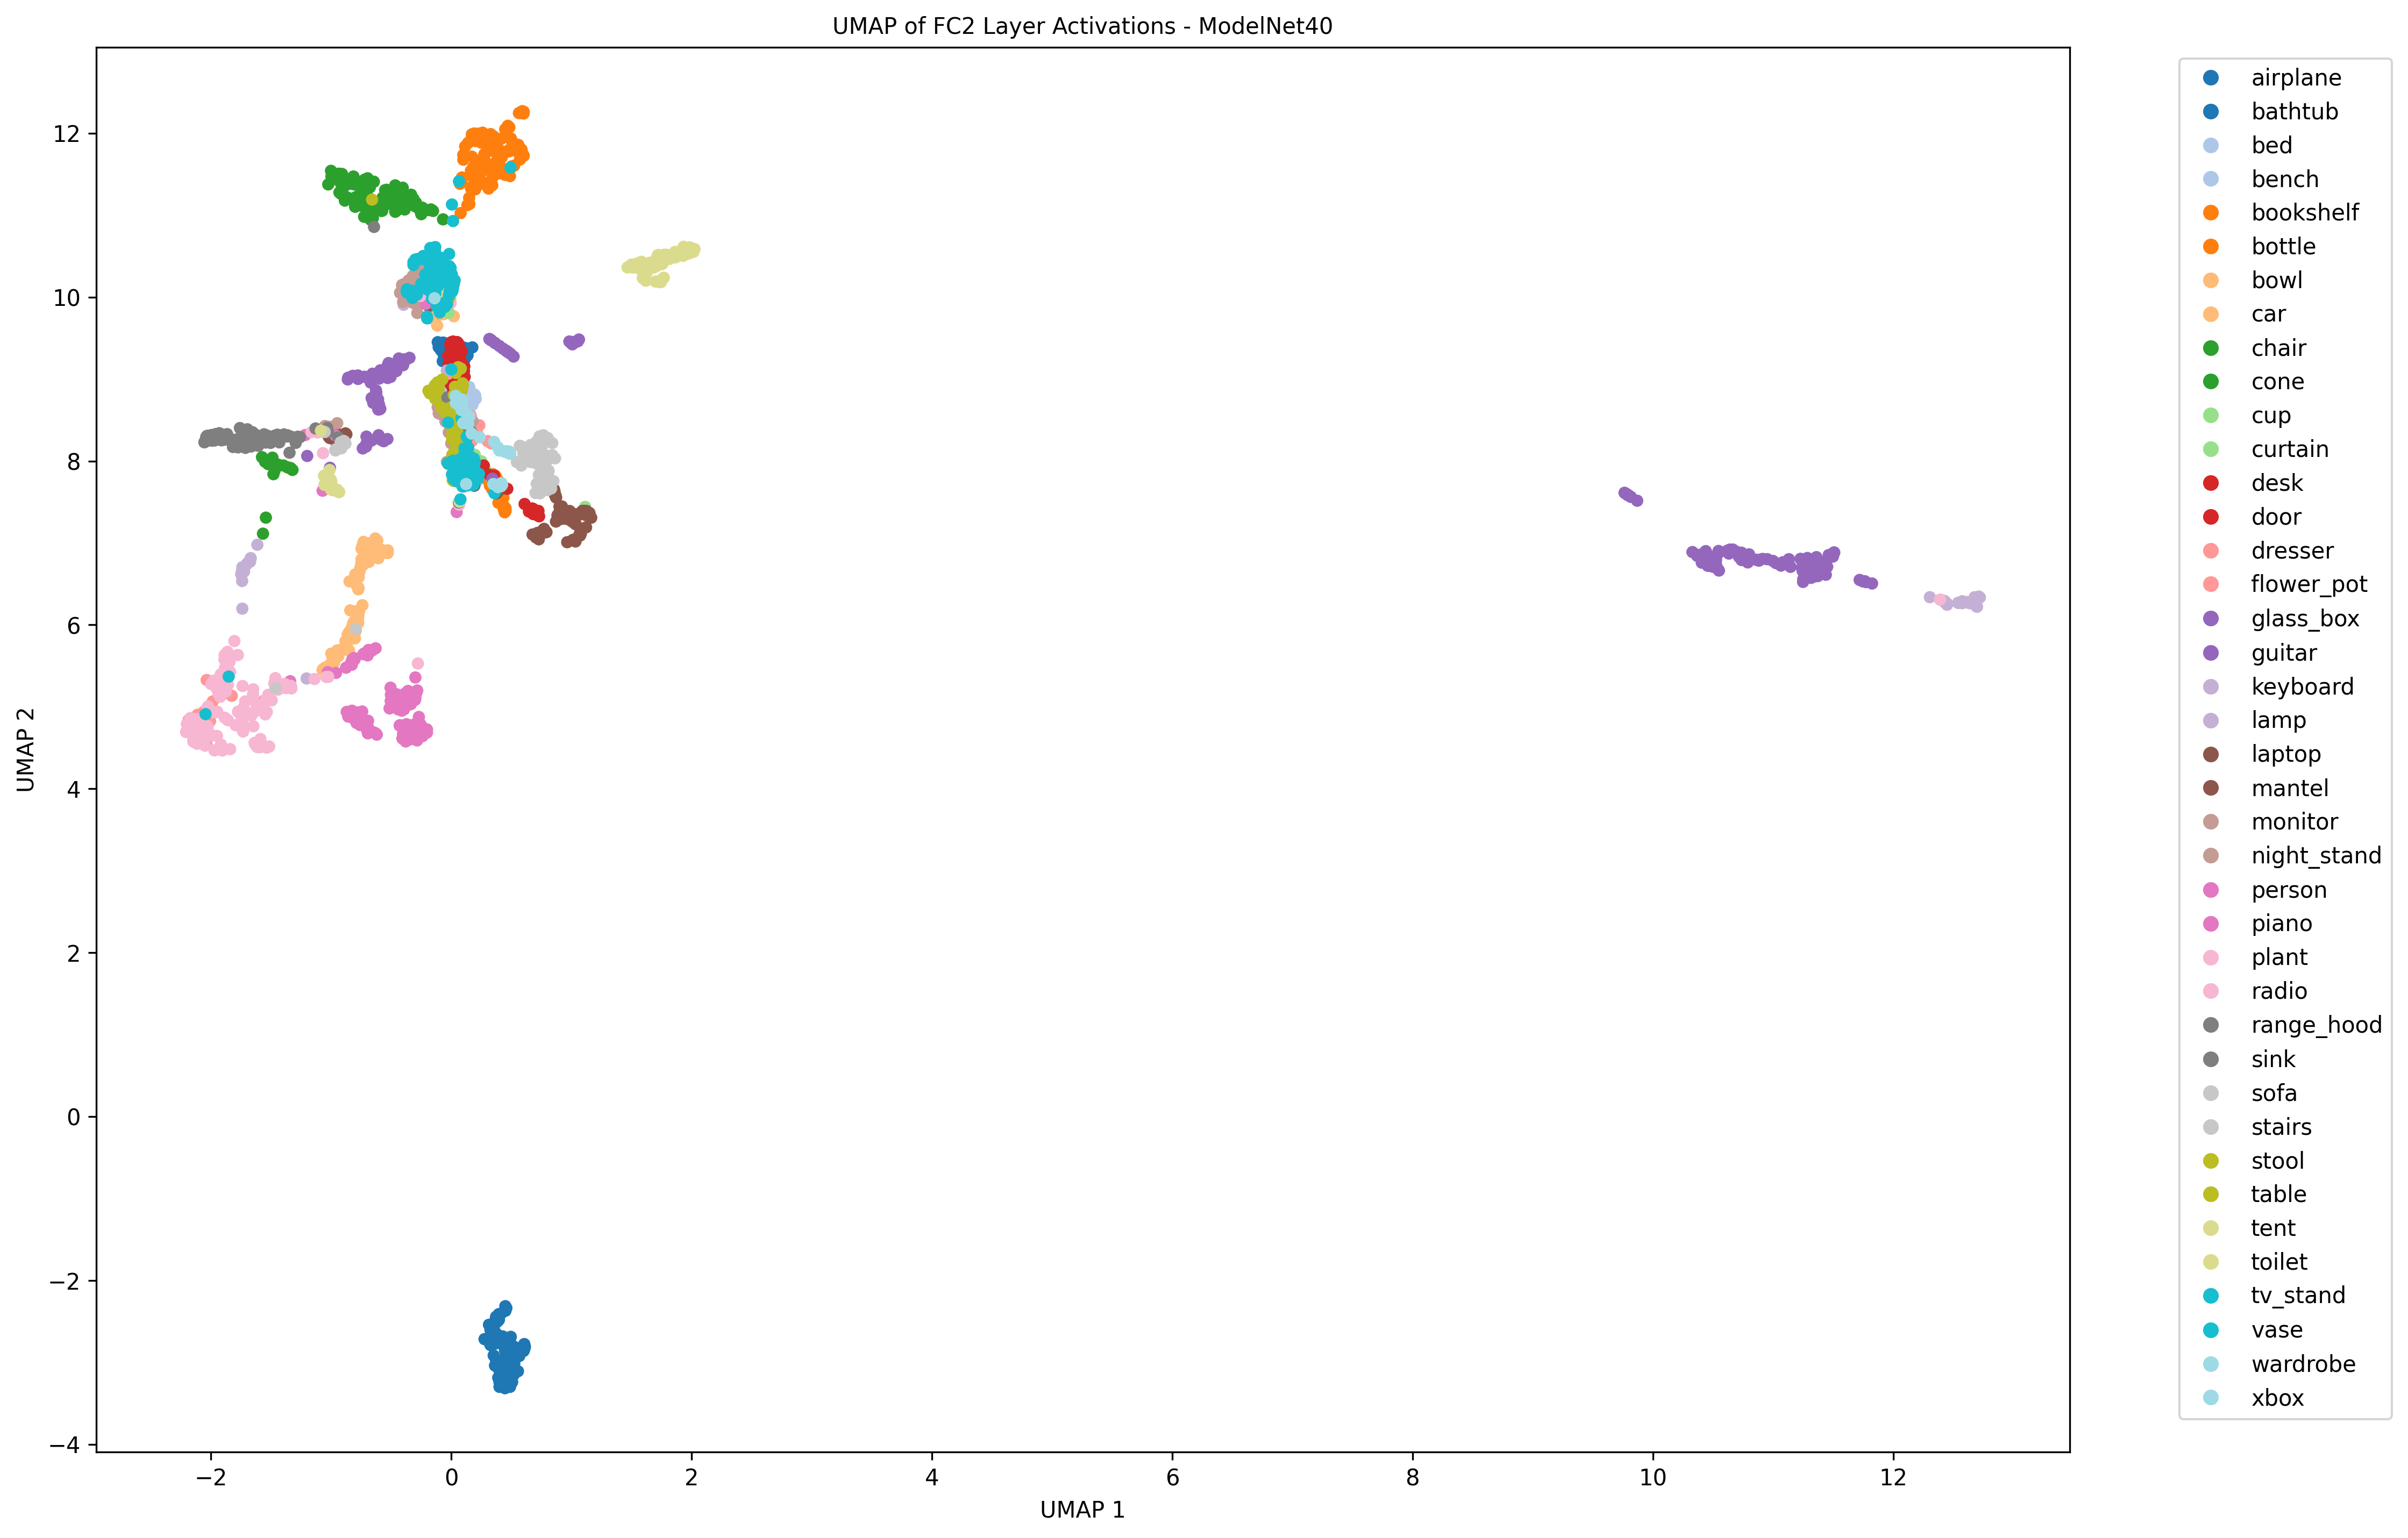 UMAP of FC2 Layer Activations - ModelNet40
UMAP 2
12
10
8
6
4
2
0
−2
−4
−2
0
2
4
6
8
10
12
UMAP 1
airplane
bathtub
bed
bench
bookshelf
bottle
bowl
car
chair
cone
cup
curtain
desk
door
dresser
flower_pot
glass_box
guitar
keyboard
lamp
laptop
mantel
monitor
night_stand
person
piano
plant
radio
range_hood
sink
sofa
stairs
stool
table
tent
toilet
tv_stand
vase
wardrobe
xbox